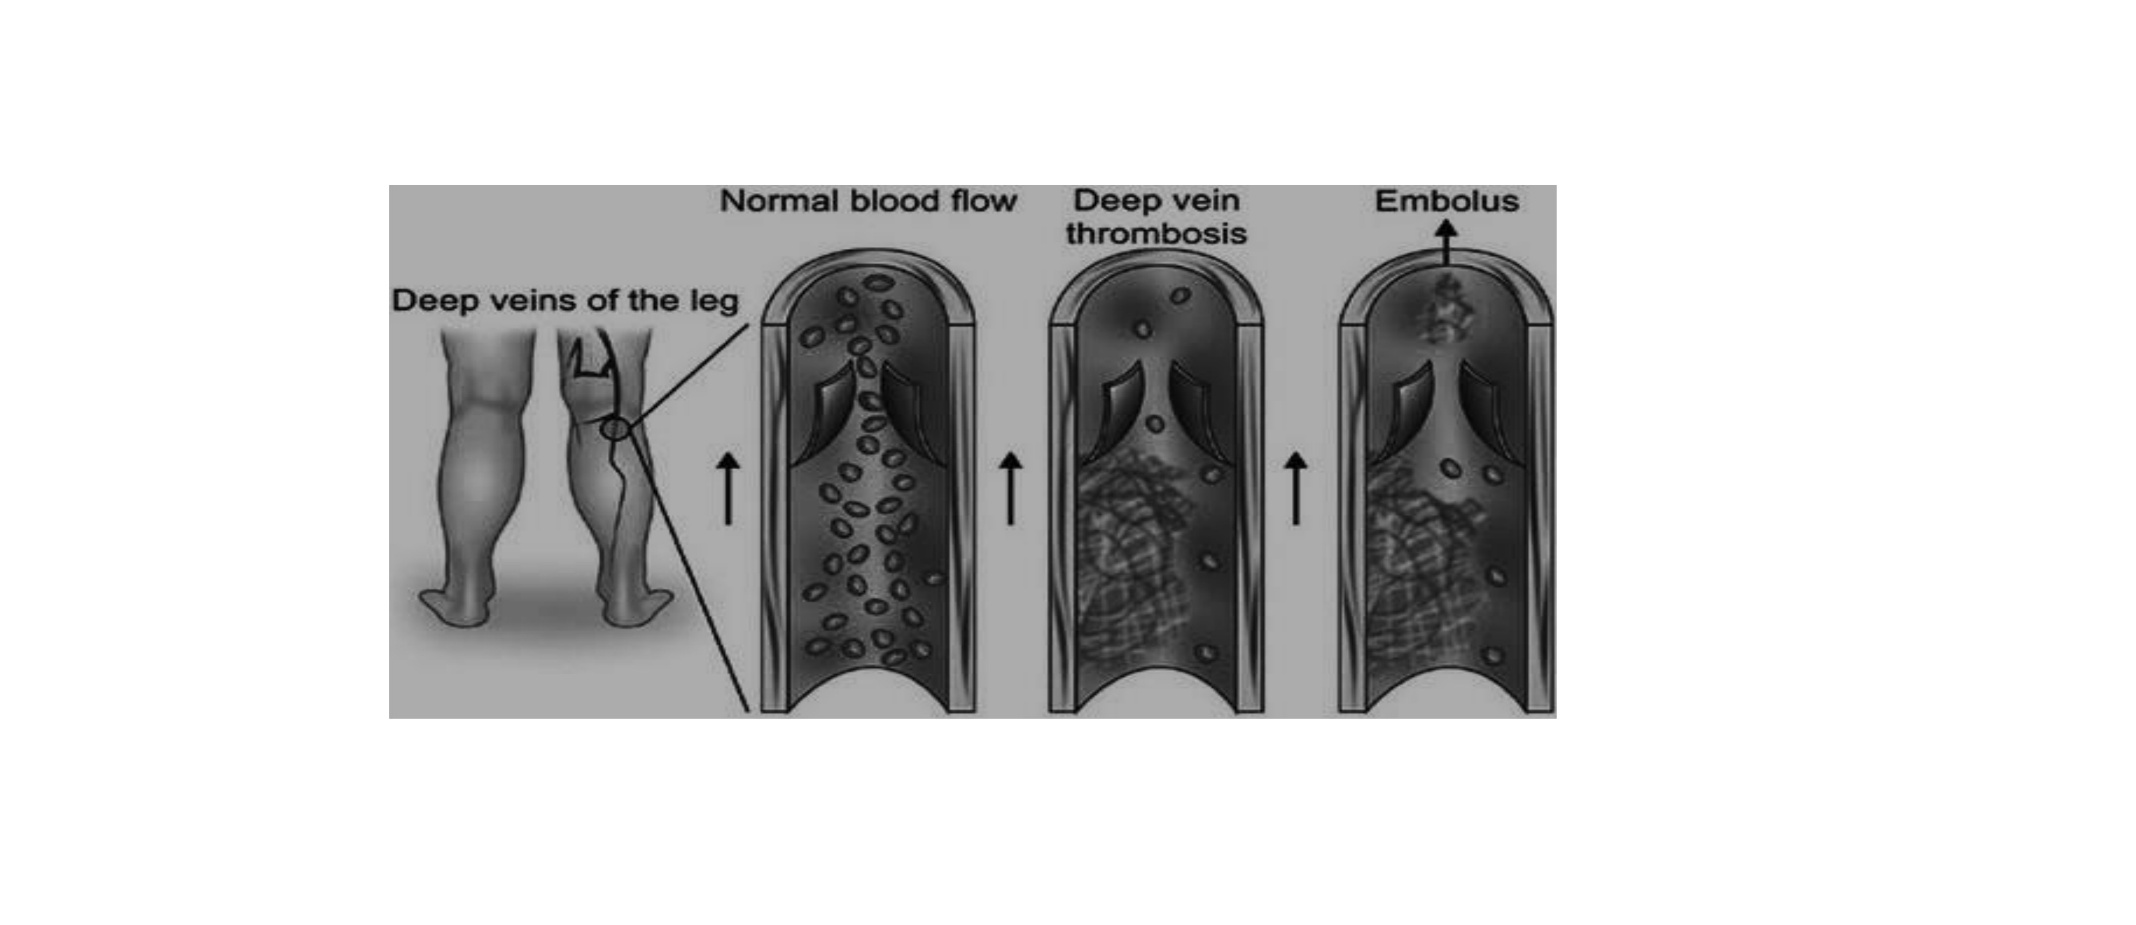 Normal blood flow
Deep vein
thrombosis
Embolus
Deep veins of the leg